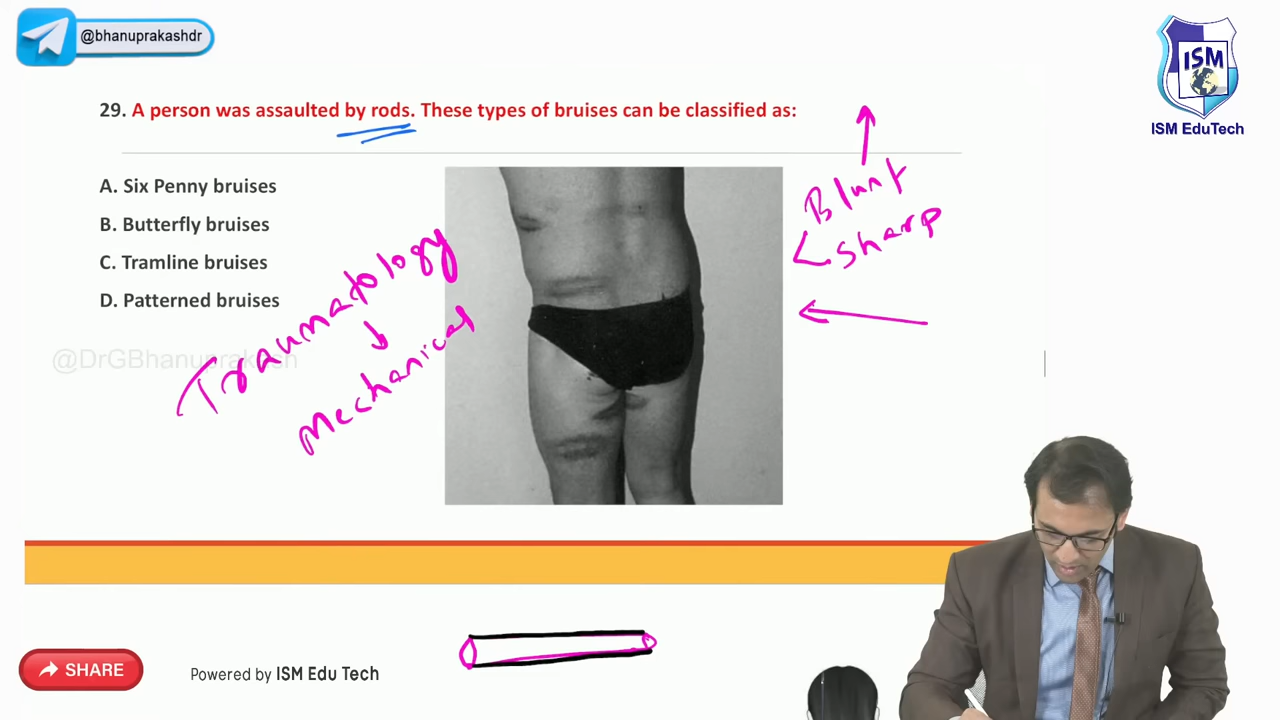 @bhanuprakashdr
ISM
ISM EduTech
29. A person was assaulted by rods. These types of bruises can be classified as:
A. Six Penny bruises
B. Butterfly bruises
C. Tramline bruises
D. Patterned bruises
Blunt
sharp
Traumatology
Mechanical
@DrGBhanuprakash
SHARE
Powered by ISM Edu Tech